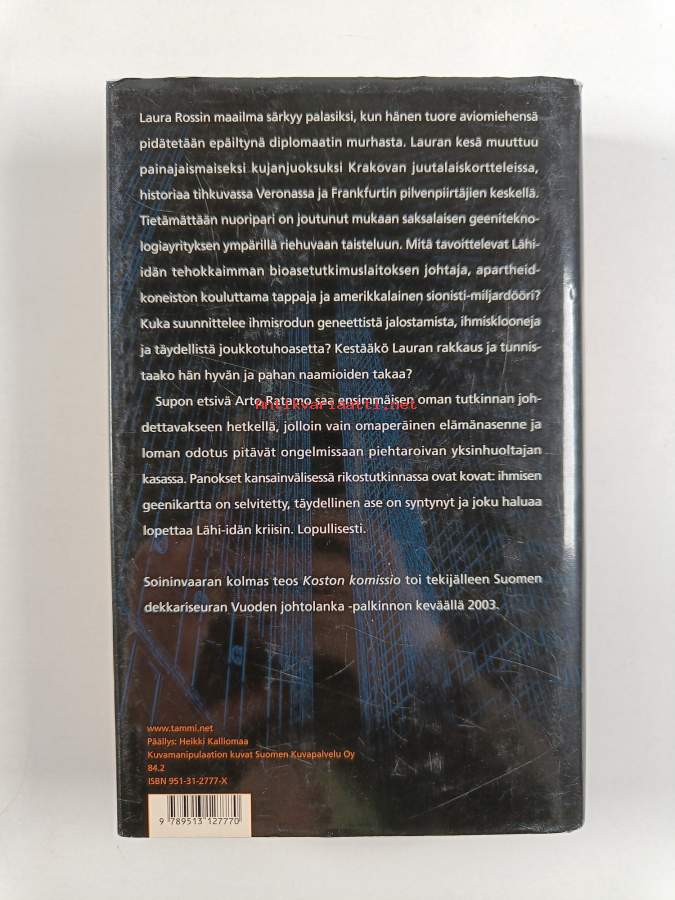 Laura Rossin maailma särkyy palasiksi, kun hänen tuore aviomiehensä
pidätetään epäiltynä diplomaatin murhasta. Lauran kesä muuttuu
painajaismaiseksi kujanjuoksuksi Krakovan juutalaiskortteleissa,
historiaa tihkuvassa Veronassa ja Frankfurtin pilvenpiirtäjien keskellä.
Tietämättään nuoripari on joutunut mukaan saksalaisen geenitekno-
logiayrityksen ympärillä riehuvaan taisteluun. Mitä tavoittelevat Lähi-
idän tehokkaimman bioasetutkimuslaitoksen johtaja, apartheid-
koneiston kouluttama tappaja ja amerikkalainen sionisti-miljardööri?
Kuka suunnittelee ihmisrodun geneettistä jalostamista, ihmisklooneja
ja täydellistä joukkotuhoasetta? Kestääkö Lauran rakkaus ja tunnis-
taako hän hyvän ja pahan naamioiden takaa?
Supon etsivä Arto Ratamo saa ensimmäisen oman tutkinnan joh-
Antikvariaatti.net
dettavakseen hetkellä, jolloin vain omaperäinen elämänasenne ja
loman odotus pitävät ongelmissaan piehtaroivan yksinhuoltajan
kasassa. Panokset kansainvälisessä rikostutkinnassa ovat kovat: ihmisen
geenikartta on selvitetty, täydellinen ase on syntynyt ja joku haluaa
lopettaa Lähi-idän kriisin. Lopullisesti.
Soininvaaran kolmas teos Koston komissio toi tekijälleen Suomen
dekkariseuran Vuoden johtolanka -palkinnon keväällä 2003.
www.tammi.net
Päällys: Heikki Kalliomaa
Kuvamanipulaation kuvat Suomen Kuvapalvelu Oy
84.2
ISBN 951-31-2777-X
9 789513 127770